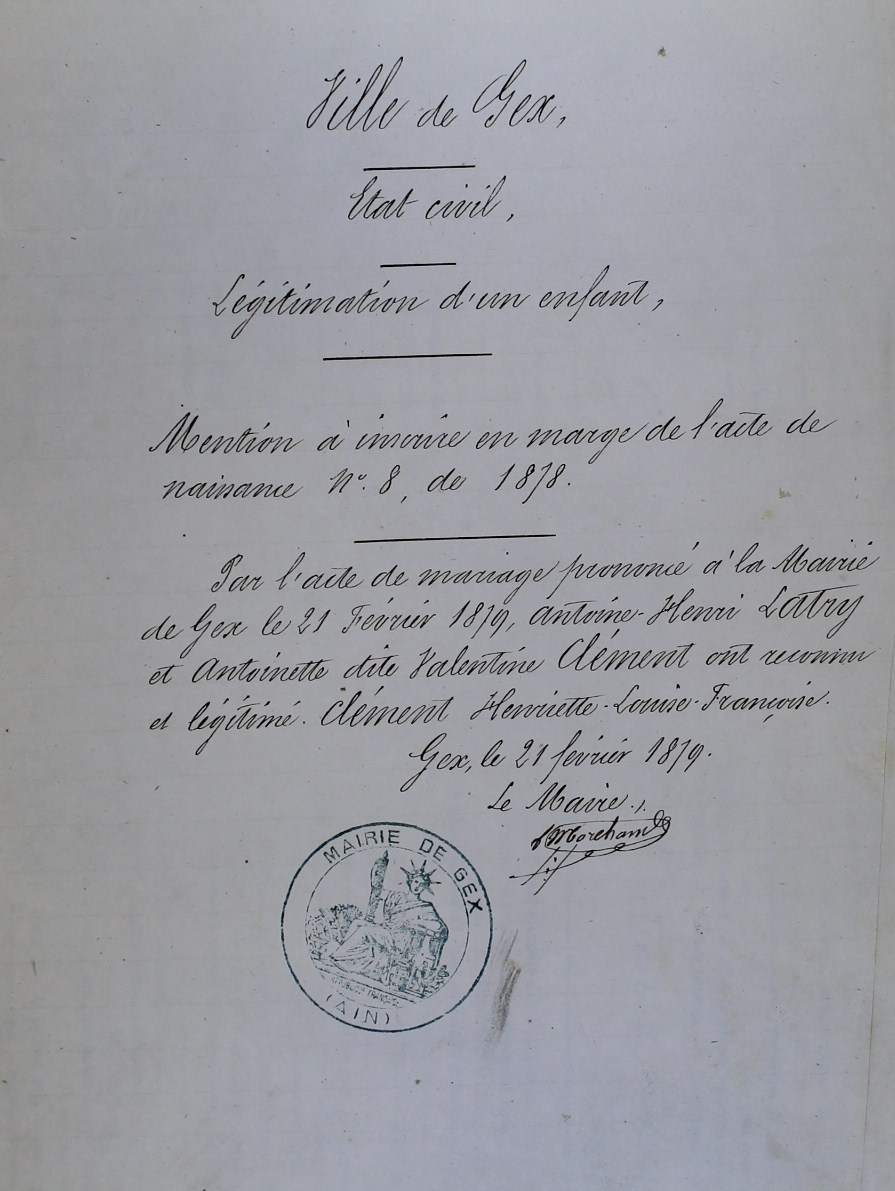 Ville de Gex,
Etat civil,
Légitimation d'un enfant,
Mention à inscrire en marge de l'acte de
naissance N°. 8, de 1878.
Par l'acte de mariage prononcé à la Mairie
de Gex le 21 Février 1879, Antoine-Henri Latry
et Antoinette dite Valentine Clément ont reconnu
et légitimé. Clément Henriette-Louise-Françoise.
Gex, le 21 février 1879.
Le Maire.
MAIRIE DE GEX
(AIN)